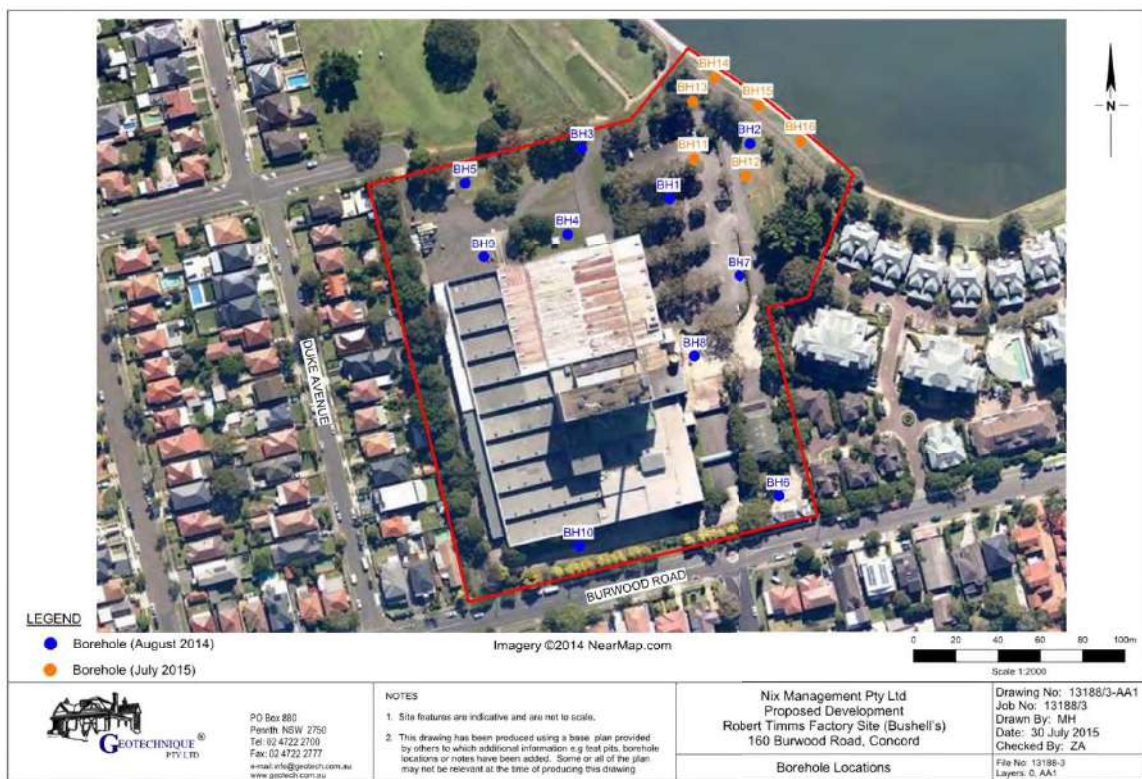 BH14
BH13
BH15
BH16
BH3
BH2
BH11
BH5
BH12
BH1
BH4
BH9
BH7
DUKE AVENUE
BH8
BH6
BH10
BURWOOD ROAD
N
LEGEND
Borehole (August 2014)
Borehole (July 2015)
Imagery ©2014 NearMap.com
0 20 40 60 80 100m
Scale 1:2000
GEOTECHNIQUE ®
PTY LTD
PO Box 880
Penrith NSW 2750
Tel: 02 4722 2700
Fax: 02 4722 2777
e-mail:info@geotech.com.au
www.geotech.com.au
NOTES
1. Site features are indicative and are not to scale.
2. This drawing has been produced using a base plan provided
by others to which additional information e.g test pits, borehole
locations or notes have been added. Some or all of the plan
may not be relevant at the time of producing this drawing
Nix Management Pty Ltd
Proposed Development
Robert Timms Factory Site (Bushell's)
160 Burwood Road, Concord
Borehole Locations
Drawing No: 13188/3-AA1
Job No: 13188/3
Drawn By: MH
Date: 30 July 2015
Checked By: ZA
File No: 13188-3
Layers: 0, AA1